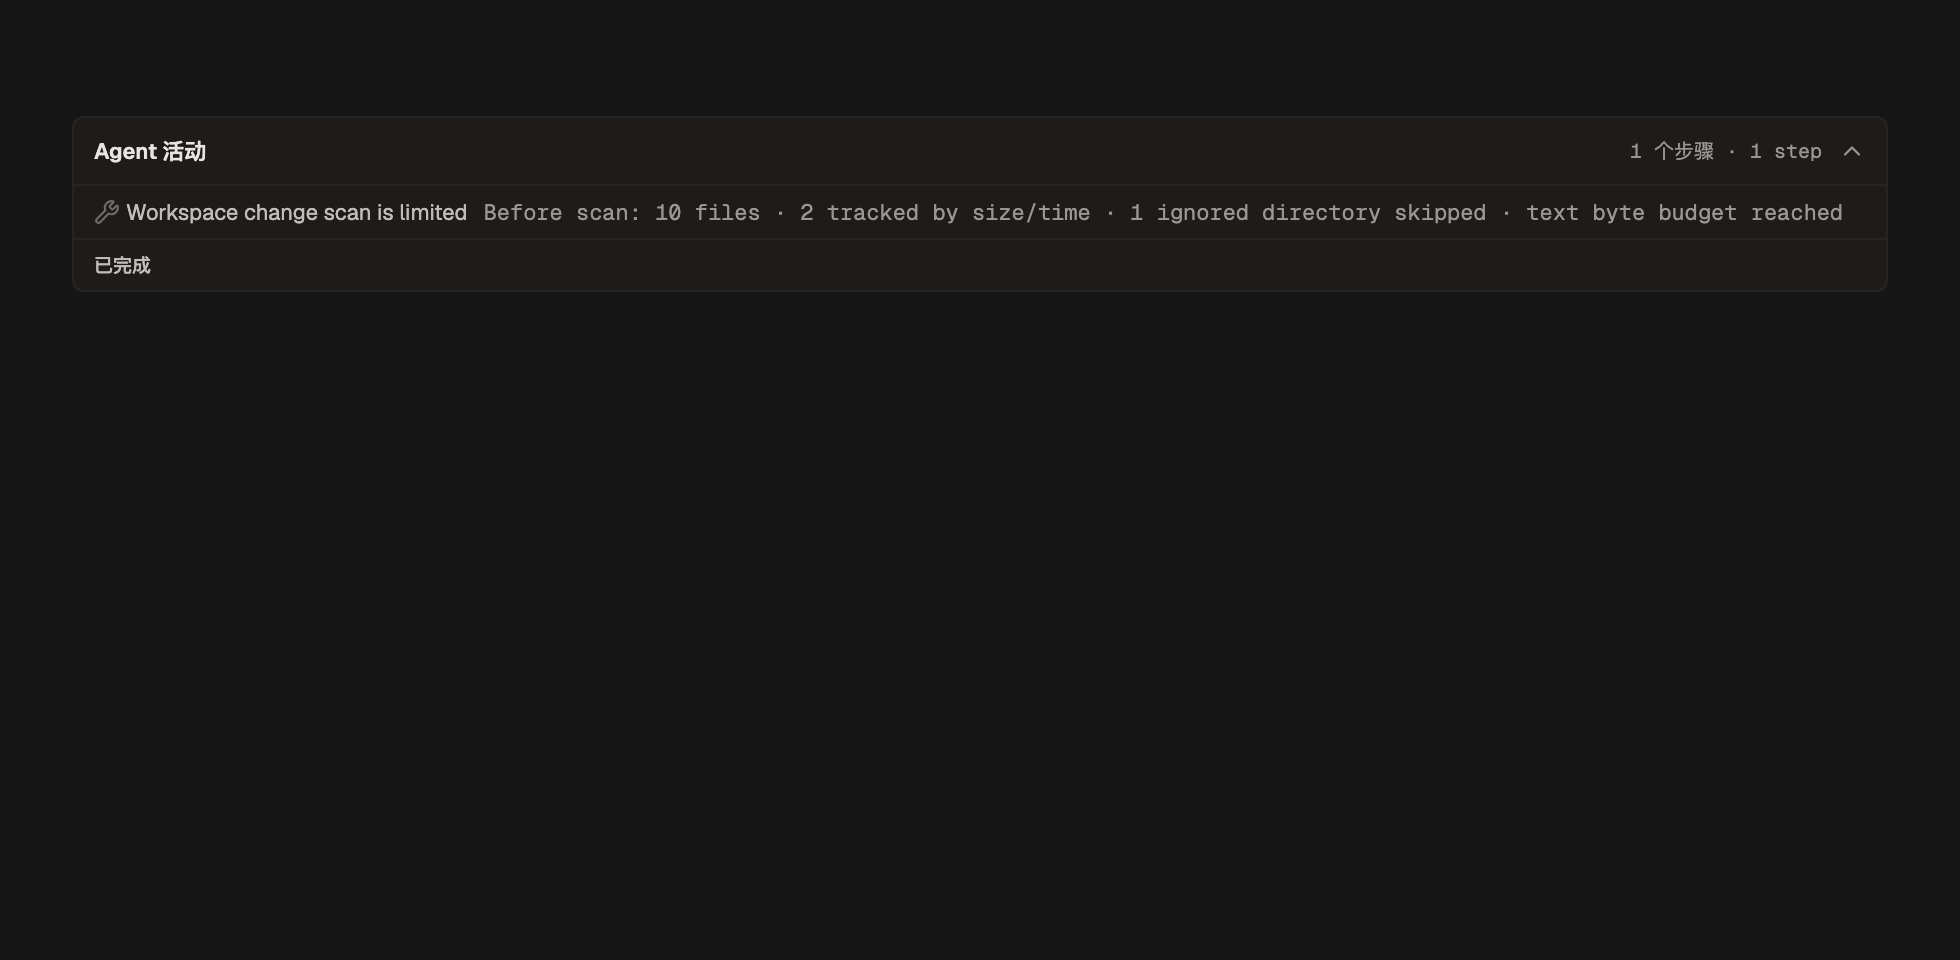 Agent 活动
1 个步骤 · 1 step
Workspace change scan is limited Before scan: 10 files · 2 tracked by size/time · 1 ignored directory skipped · text byte budget reached
已完成